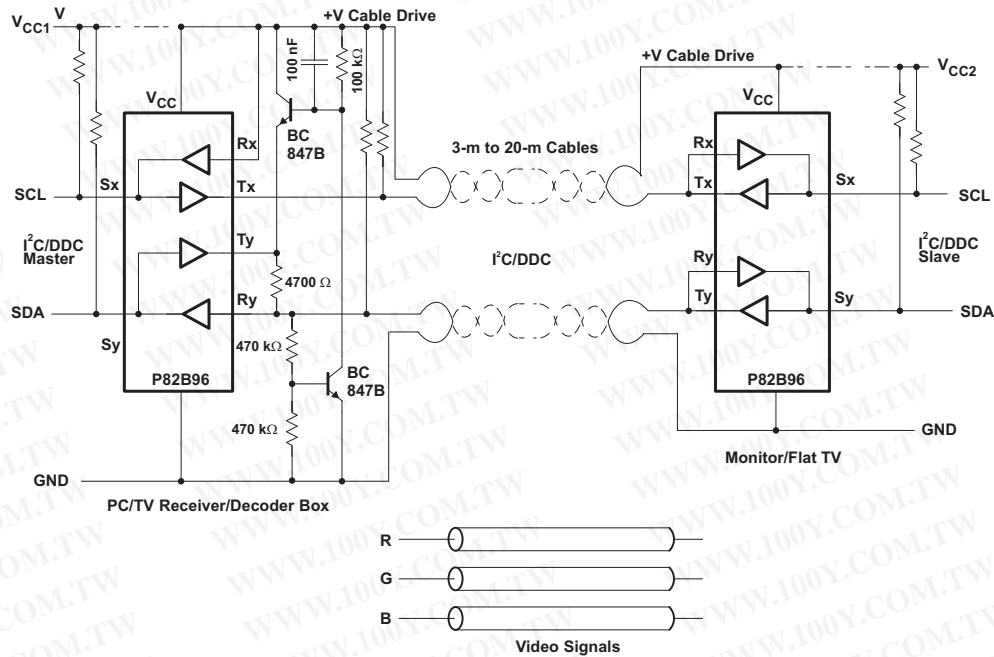 V
+V Cable Drive
VCC1
100 nF
100 kΩ
+V Cable Drive
VCC2
VCC
VCC
BC
847B
3-m to 20-m Cables
Rx
Rx
Sx
Tx
Tx
Sx
SCL
SCL
I2C/DDC
Master
Ty
4700 Ω
I2C/DDC
Ry
I2C/DDC
Slave
Ry
Ty
Sy
SDA
SDA
Sy
470 kΩ
BC
847B
P82B96
P82B96
470 kΩ
GND
GND
Monitor/Flat TV
PC/TV Receiver/Decoder Box
R
G
B
Video Signals
WWW.100Y.COM.TW